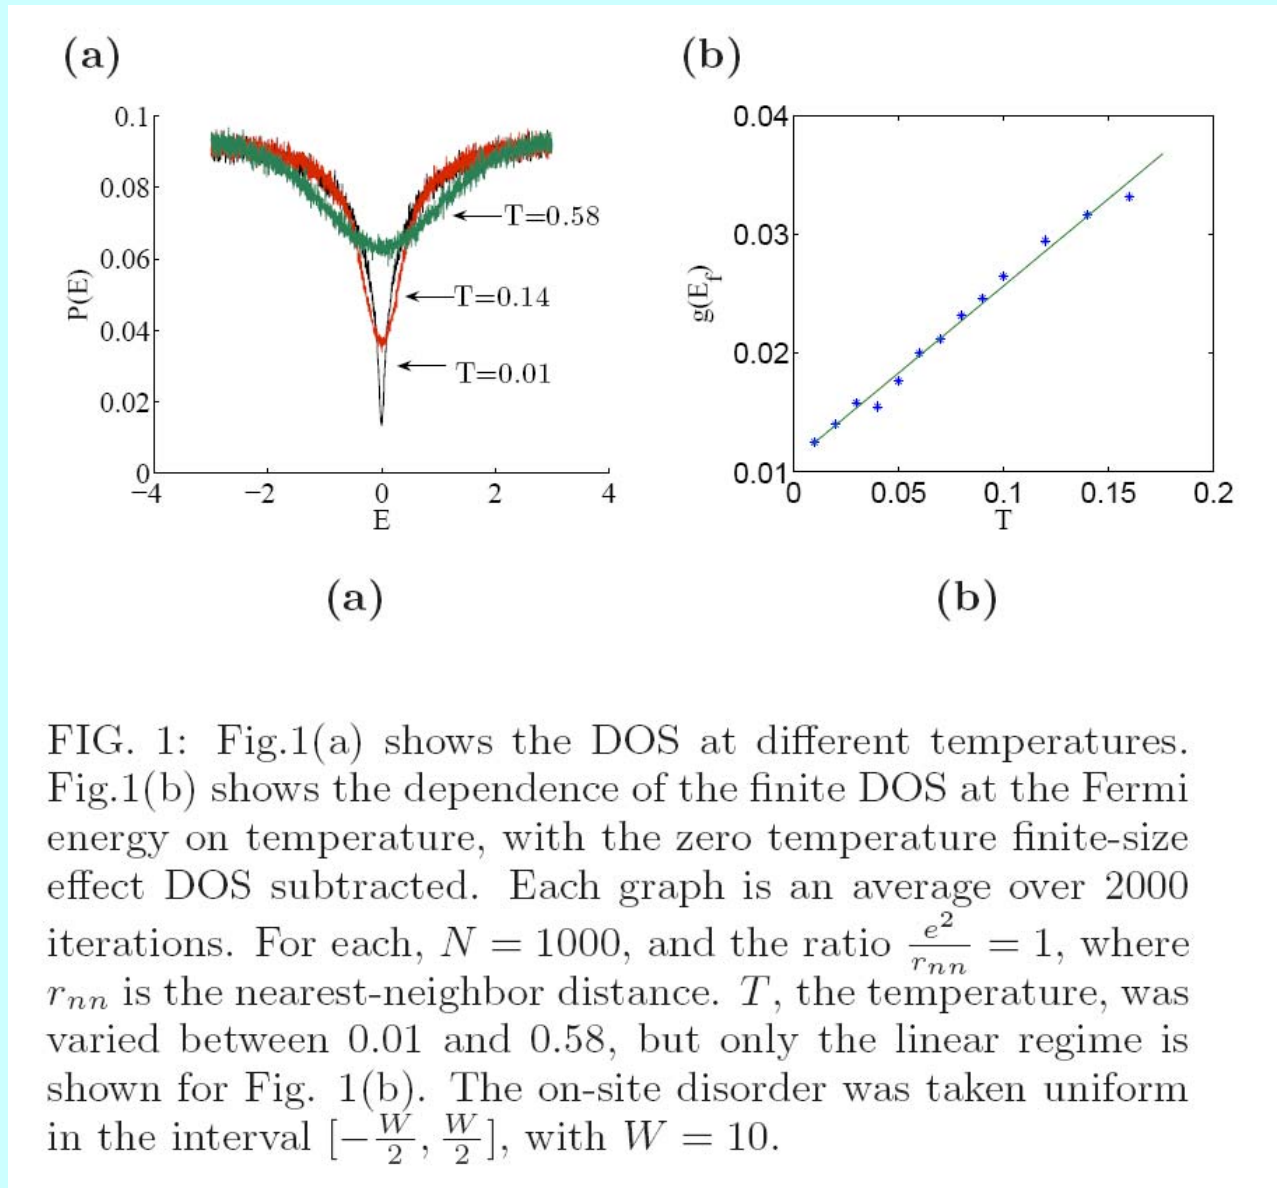 (a)
0.1
0.08
0.06
0.04
0.02
0
P(E)
−4
−2
0
2
4
E
T=0.58
T=0.14
T=0.01
(b)
0.04
0.03
0.02
0.01
g(E_f)
0
0.05
0.1
0.15
0.2
T
(a)
(b)
FIG. 1: Fig.1(a) shows the DOS at different temperatures.
Fig.1(b) shows the dependence of the finite DOS at the Fermi
energy on temperature, with the zero temperature finite-size
effect DOS subtracted. Each graph is an average over 2000
iterations. For each, N = 1000, and the ratio e²/r_nn = 1, where
r_nn is the nearest-neighbor distance. T, the temperature, was
varied between 0.01 and 0.58, but only the linear regime is
shown for Fig. 1(b). The on-site disorder was taken uniform
in the interval [−W/2, W/2], with W = 10.